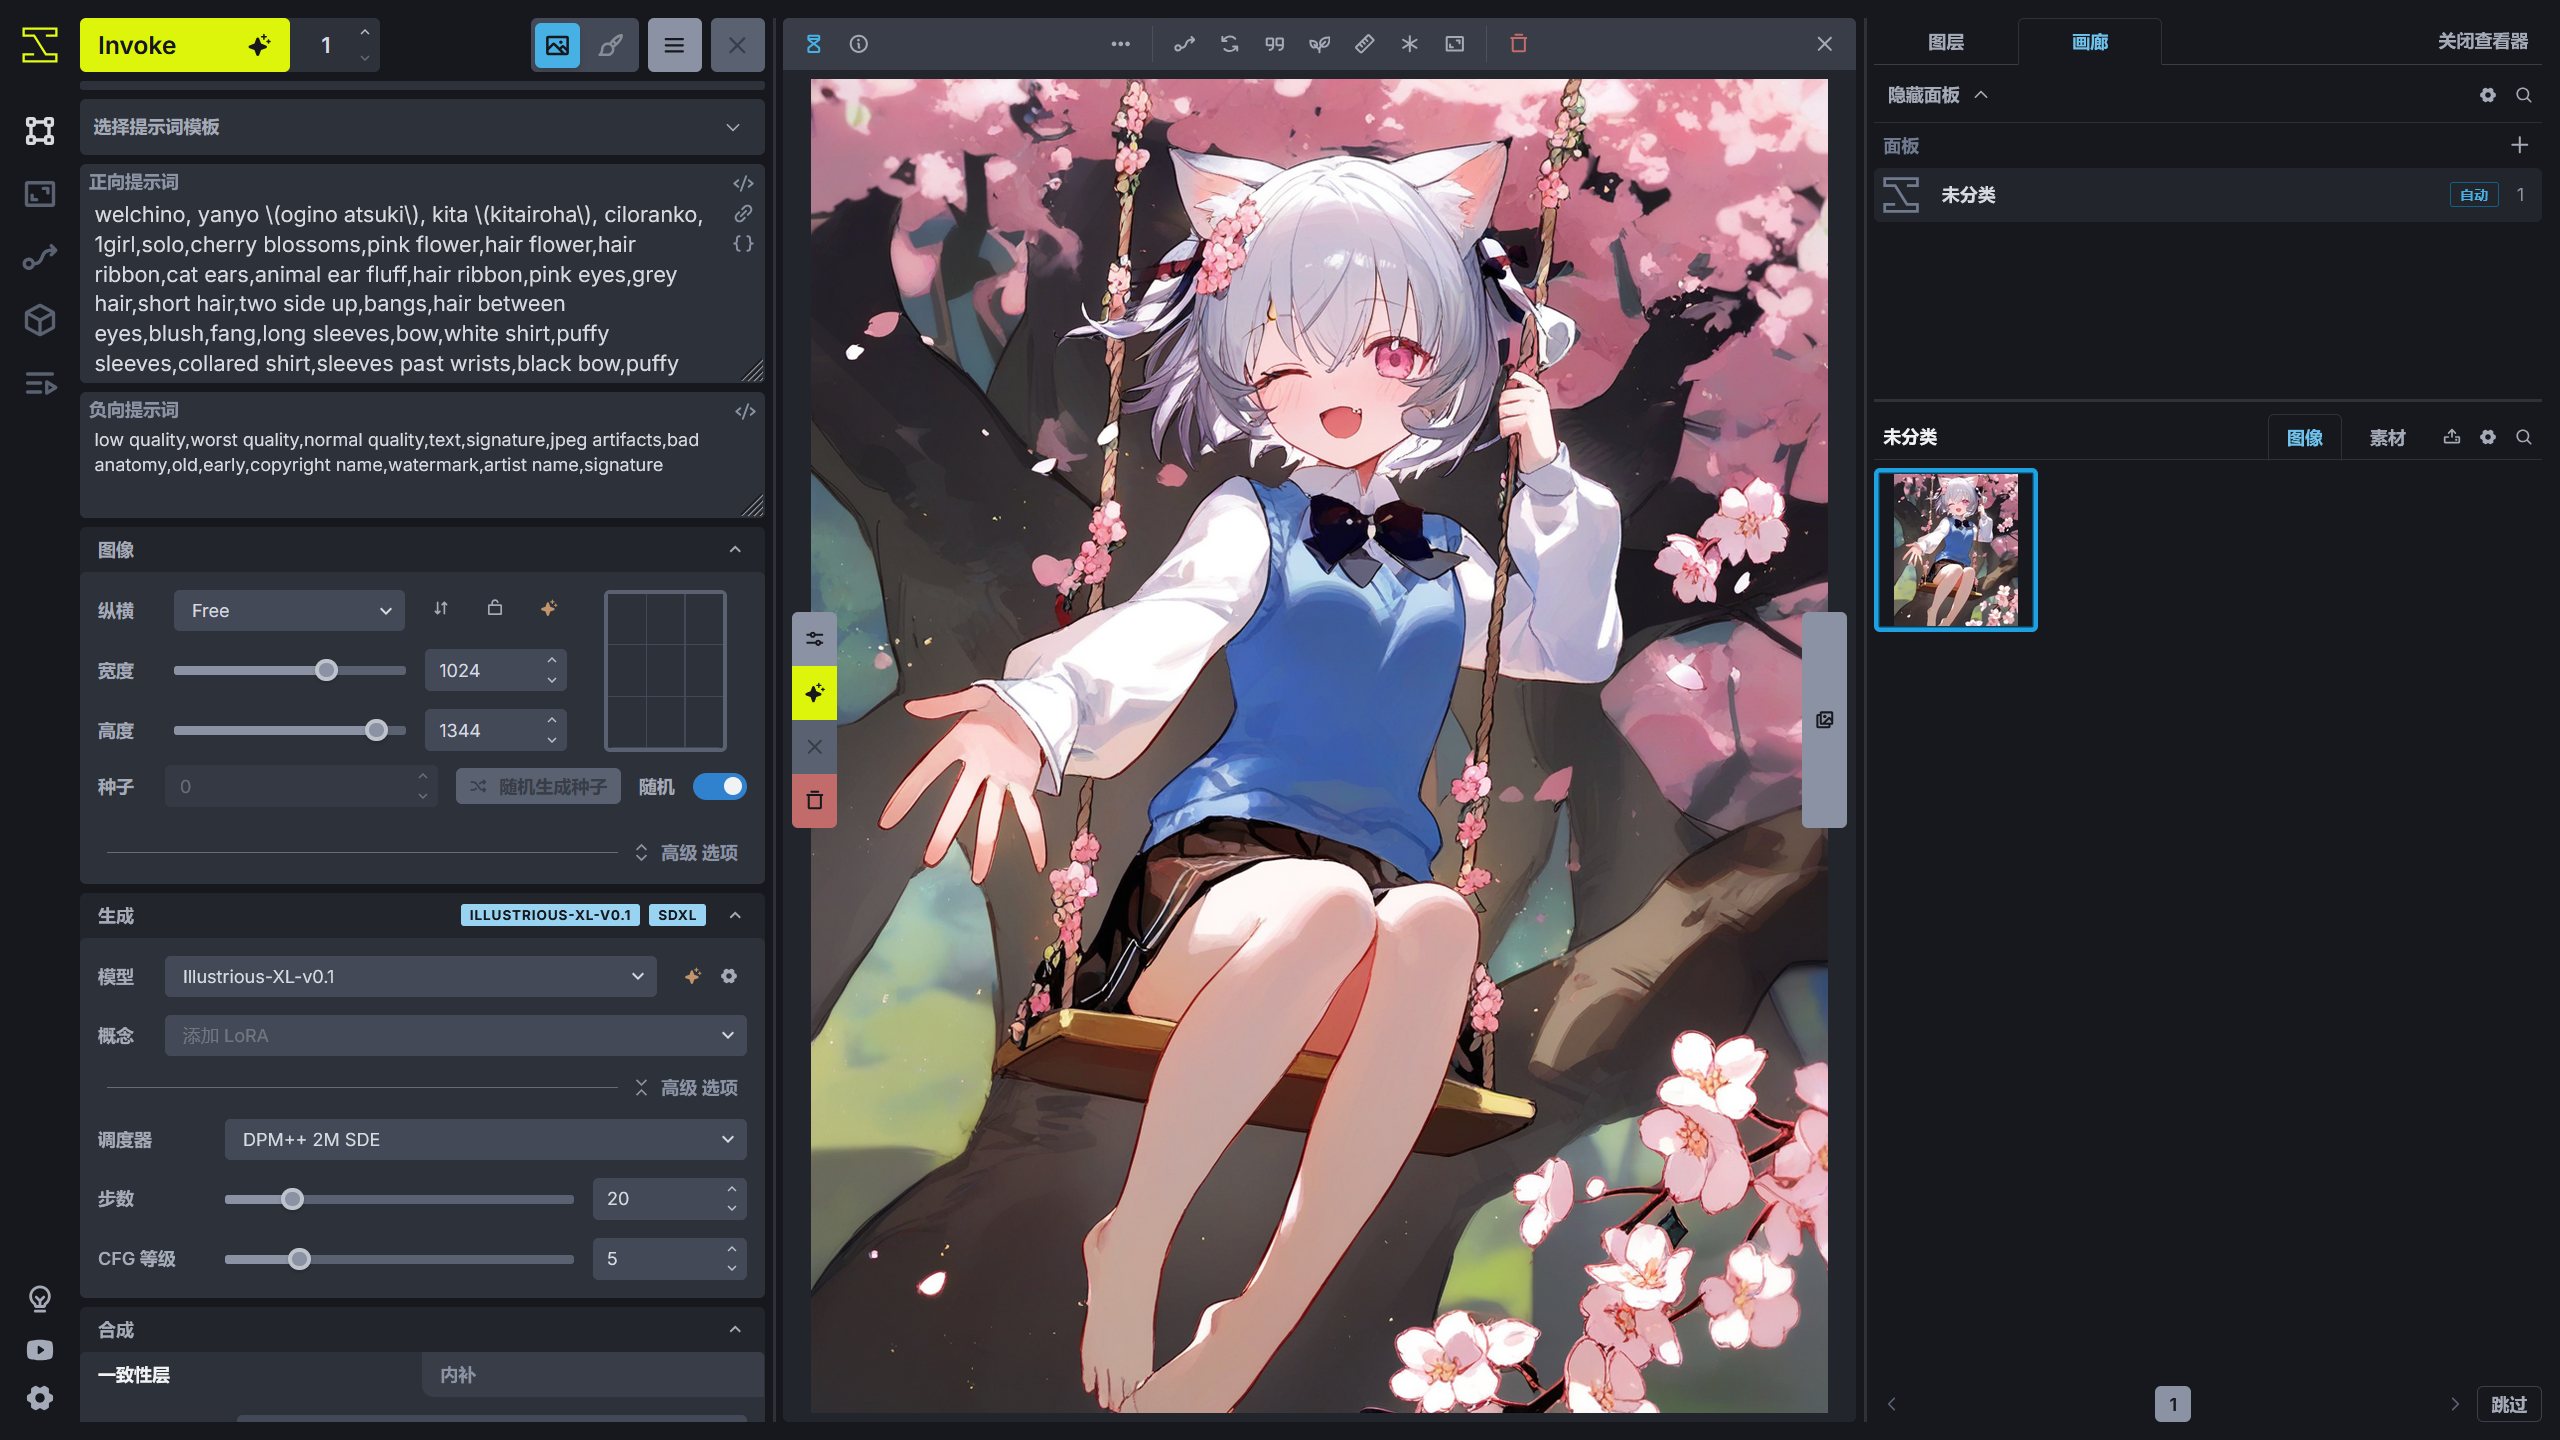 Invoke
1
选择提示词模板
正向提示词
welchino, yanyo \(ogino atsuki\), kita \(kitairoha\), ciloranko,
1girl,solo,cherry blossoms,pink flower,hair flower,hair
ribbon,cat ears,animal ear fluff,hair ribbon,pink eyes,grey
hair,short hair,two side up,bangs,hair between
eyes,blush,fang,long sleeves,bow,white shirt,puffy
sleeves,collared shirt,sleeves past wrists,black bow,puffy
负向提示词
low quality,worst quality,normal quality,text,signature,jpeg artifacts,bad
anatomy,old,early,copyright name,watermark,artist name,signature
图像
纵横 Free
宽度 1024
高度 1344
种子 0 随机生成种子 随机
高级 选项
生成 ILLUSTRIOUS-XL-V0.1 SDXL
模型 Illustrious-XL-v0.1
概念 添加 LoRA
高级 选项
调度器 DPM++ 2M SDE
步数 20
CFG 等级 5
合成
一致性层 内补
图层 画廊 关闭查看器
隐藏面板
面板
未分类 自动 1
未分类 图像 素材
1 跳过